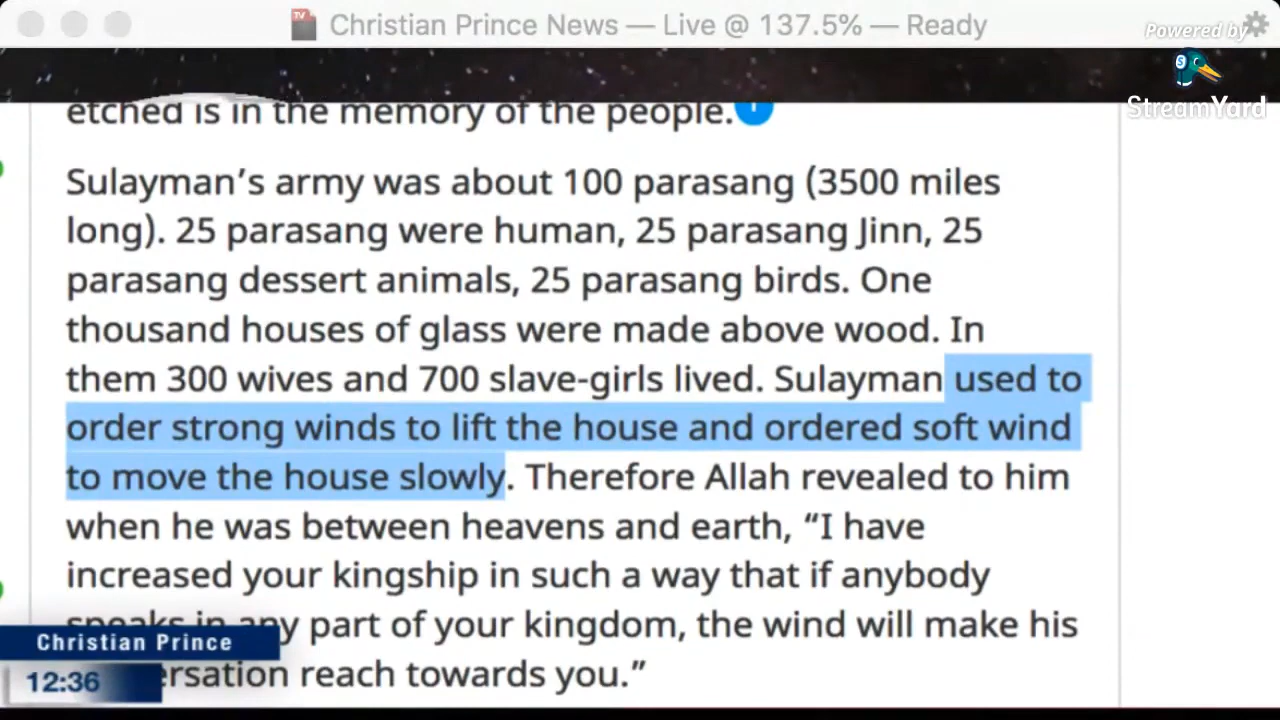 Christian Prince News — Live @ 137.5% — Ready
Powered by
StreamYard
etched is in the memory of the people.
Sulayman’s army was about 100 parasang (3500 miles
long). 25 parasang were human, 25 parasang Jinn, 25
parasang dessert animals, 25 parasang birds. One
thousand houses of glass were made above wood. In
them 300 wives and 700 slave-girls lived. Sulayman used to
order strong winds to lift the house and ordered soft wind
to move the house slowly. Therefore Allah revealed to him
when he was between heavens and earth, “I have
increased your kingship in such a way that if anybody
speaks in any part of your kingdom, the wind will make his
ersation reach towards you.”
Christian Prince
12:36